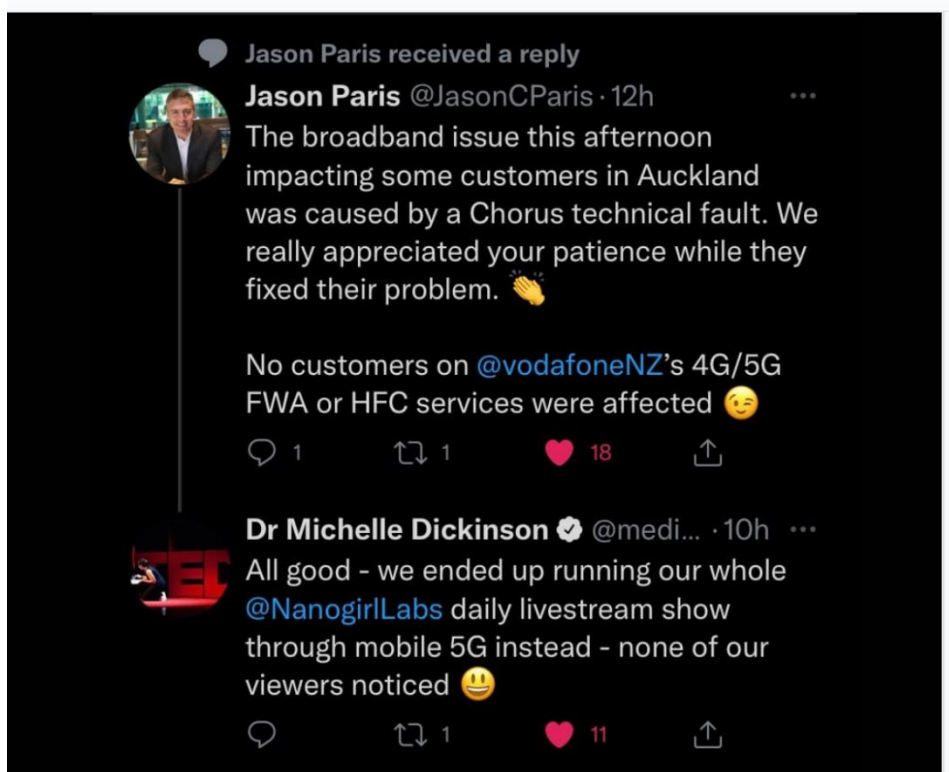 Jason Paris received a reply
Jason Paris @JasonCParis · 12h
The broadband issue this afternoon
impacting some customers in Auckland
was caused by a Chorus technical fault. We
really appreciated your patience while they
fixed their problem. 👏
No customers on @vodafoneNZ's 4G/5G
FWA or HFC services were affected 😉
1 1 18
Dr Michelle Dickinson @medi... · 10h
TED
All good - we ended up running our whole
@NanogirlLabs daily livestream show
through mobile 5G instead - none of our
viewers noticed 😃
1 11